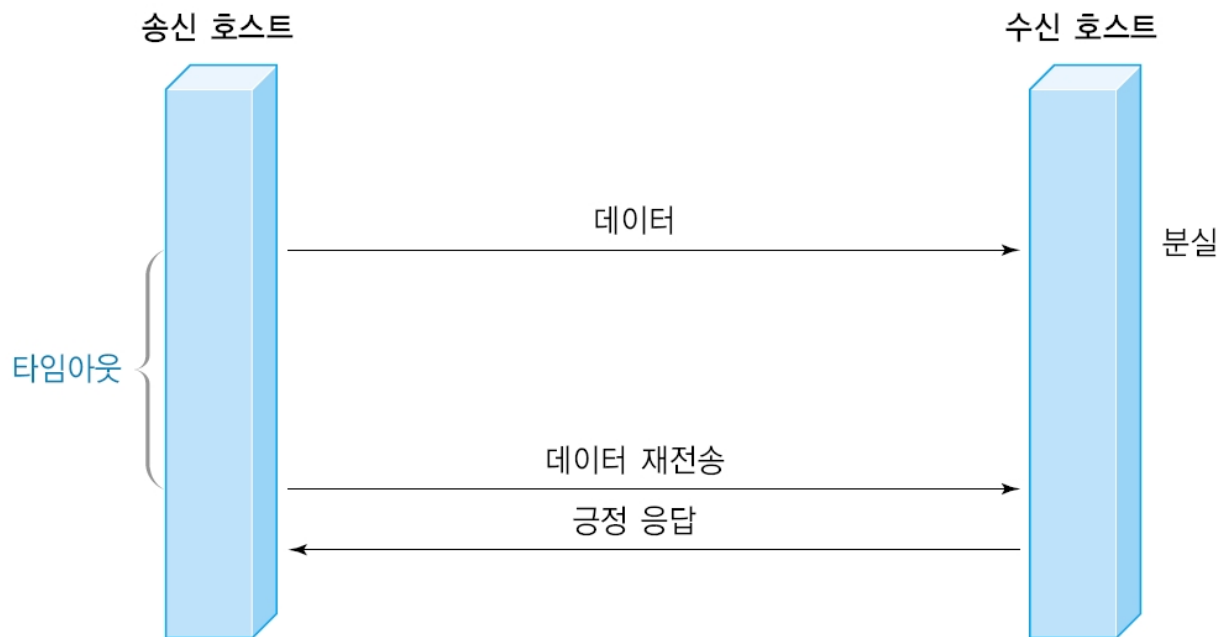 송신 호스트
수신 호스트
데이터
분실
타임아웃
데이터 재전송
긍정 응답